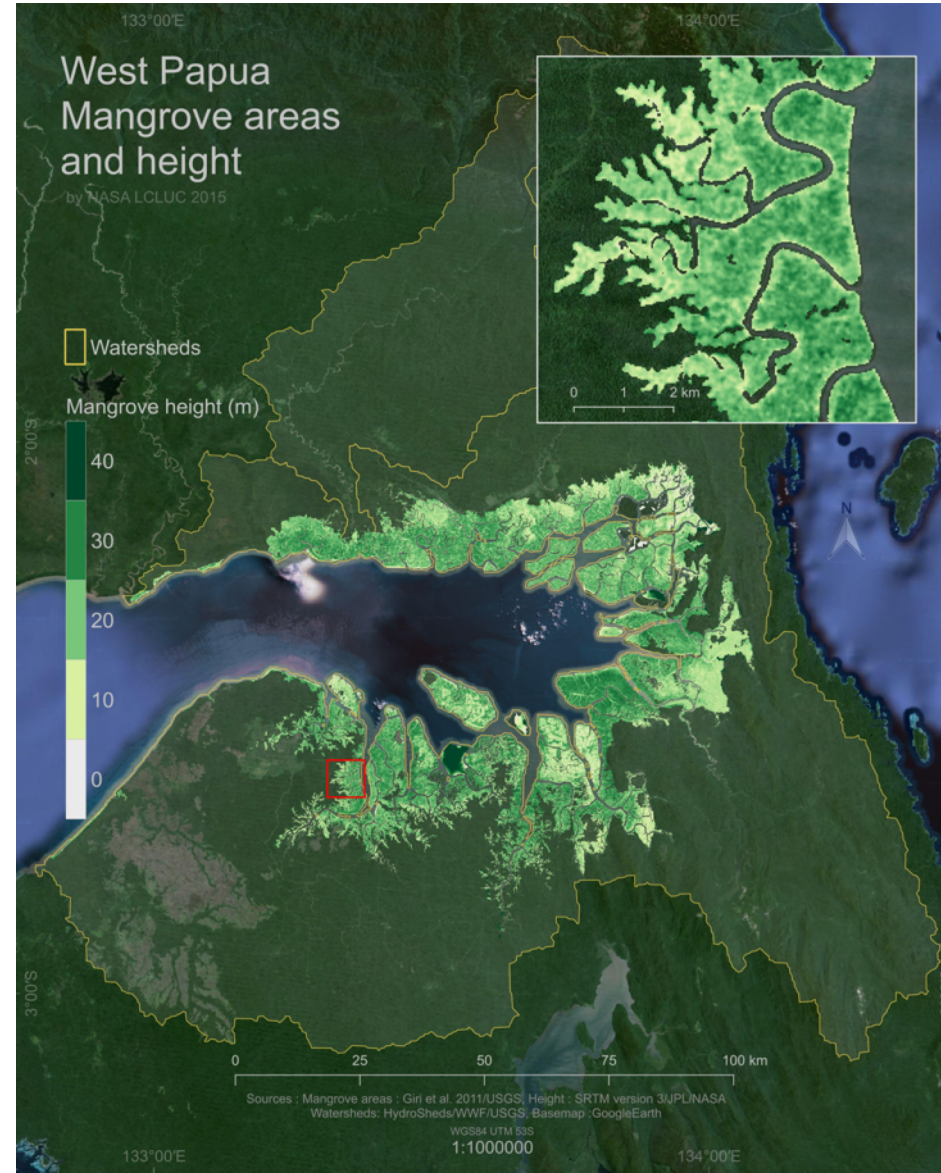 133°00'E
134°00'E
West Papua
Mangrove areas
and height
by NASA LCLUC 2015
Watersheds
Mangrove height (m)
40
30
20
10
0
2°00'S
0 1 2 km
N
3°00'S
0 25 50 75 100 km
Sources : Mangrove areas : Giri et al. 2011/USGS, Height : SRTM version 3/JPL/NASA
Watersheds: HydroSheds/WWF/USGS, Basemap :GoogleEarth
WGS84 UTM 53S
1:1000000
133°00'E
134°00'E